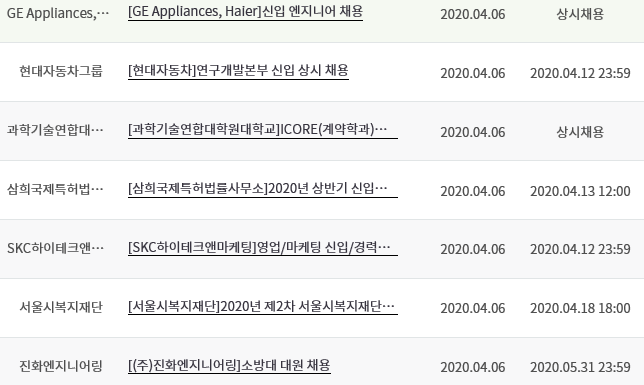 GE Appliances,… [GE Appliances, Haier]신입 엔지니어 채용 2020.04.06 상시채용
현대자동차그룹 [현대자동차]연구개발본부 신입 상시 채용 2020.04.06 2020.04.12 23:59
과학기술연합대… [과학기술연합대학원대학교]ICORE(계약학과)… 2020.04.06 상시채용
삼희국제특허법… [삼희국제특허법률사무소]2020년 상반기 신입… 2020.04.06 2020.04.13 12:00
SKC하이테크앤… [SKC하이테크앤마케팅]영업/마케팅 신입/경력… 2020.04.06 2020.04.12 23:59
서울시복지재단 [서울시복지재단]2020년 제2차 서울시복지재단… 2020.04.06 2020.04.18 18:00
진화엔지니어링 [(주)진화엔지니어링]소방대 대원 채용 2020.04.06 2020.05.31 23:59